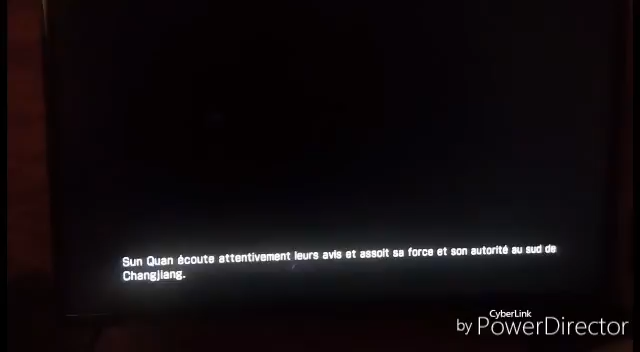 Sun Quan écoute attentivement leurs avis et assoit sa force et son autorité au sud de
Changjiang.
CyberLink
by PowerDirector